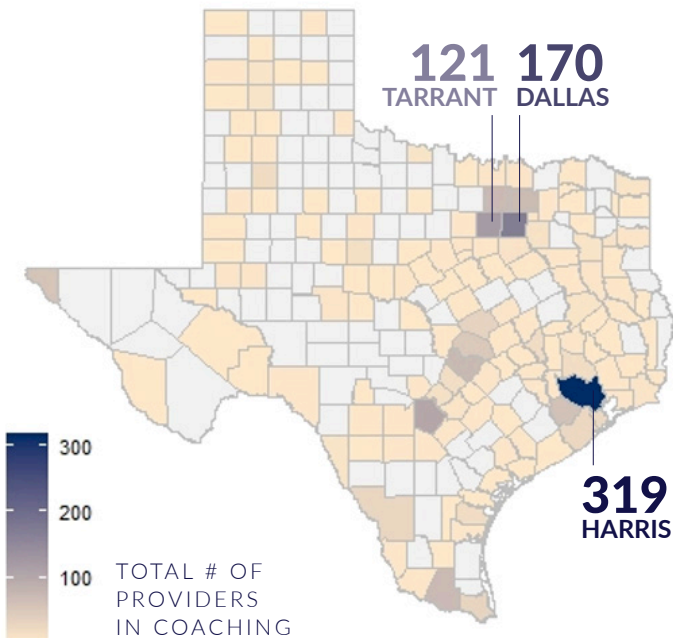 121 170
TARRANT DALLAS
300
200
100
319
HARRIS
TOTAL # OF
PROVIDERS
IN COACHING